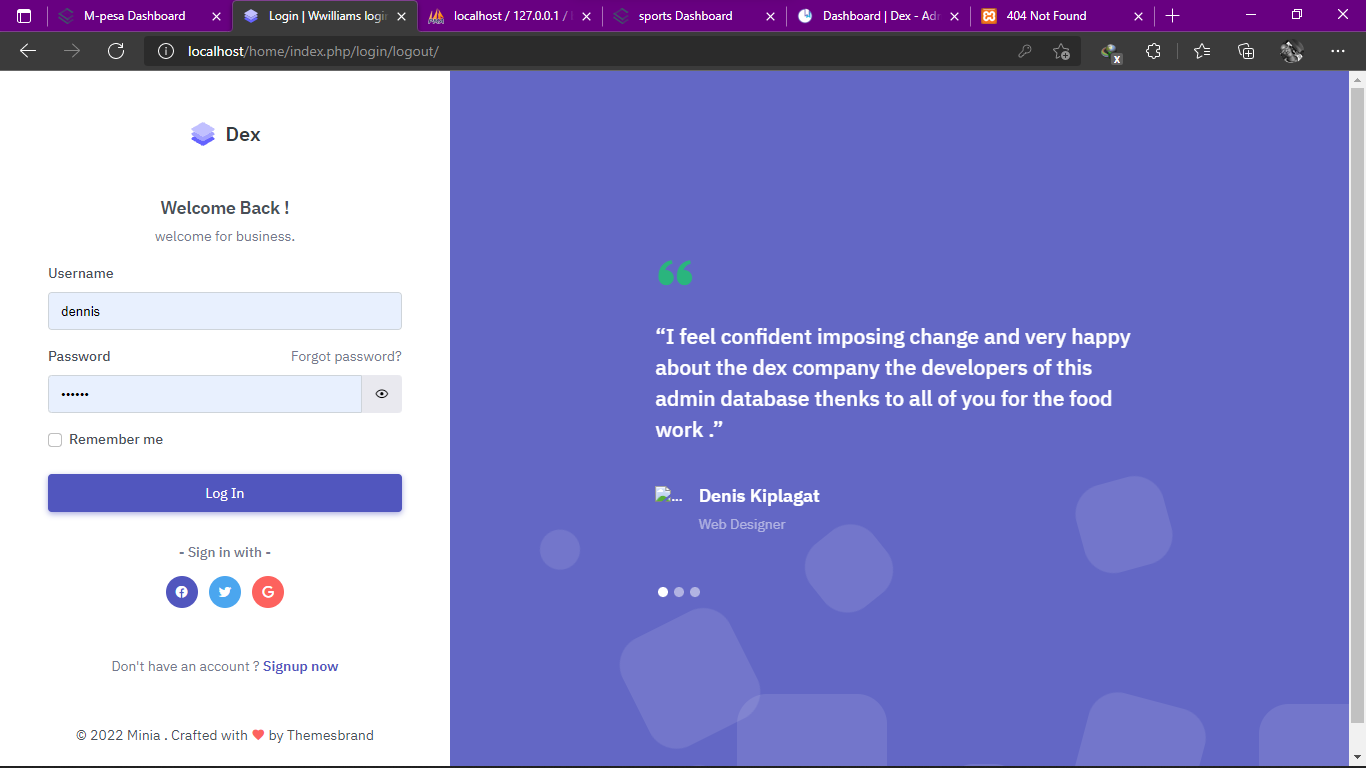 M-pesa Dashboard
Login | Wwilliams login
localhost / 127.0.0.1 /
sports Dashboard
Dashboard | Dex - Adm
404 Not Found
localhost/home/index.php/login/logout/
x
Dex
Welcome Back !
welcome for business.
Username
dennis
Password Forgot password?
••••••
Remember me
Log In
- Sign in with -
Don't have an account ? Signup now
© 2022 Minia . Crafted with ❤ by Themesbrand
“I feel confident imposing change and very happy
about the dex company the developers of this
admin database thenks to all of you for the food
work .”
...
Denis Kiplagat
Web Designer